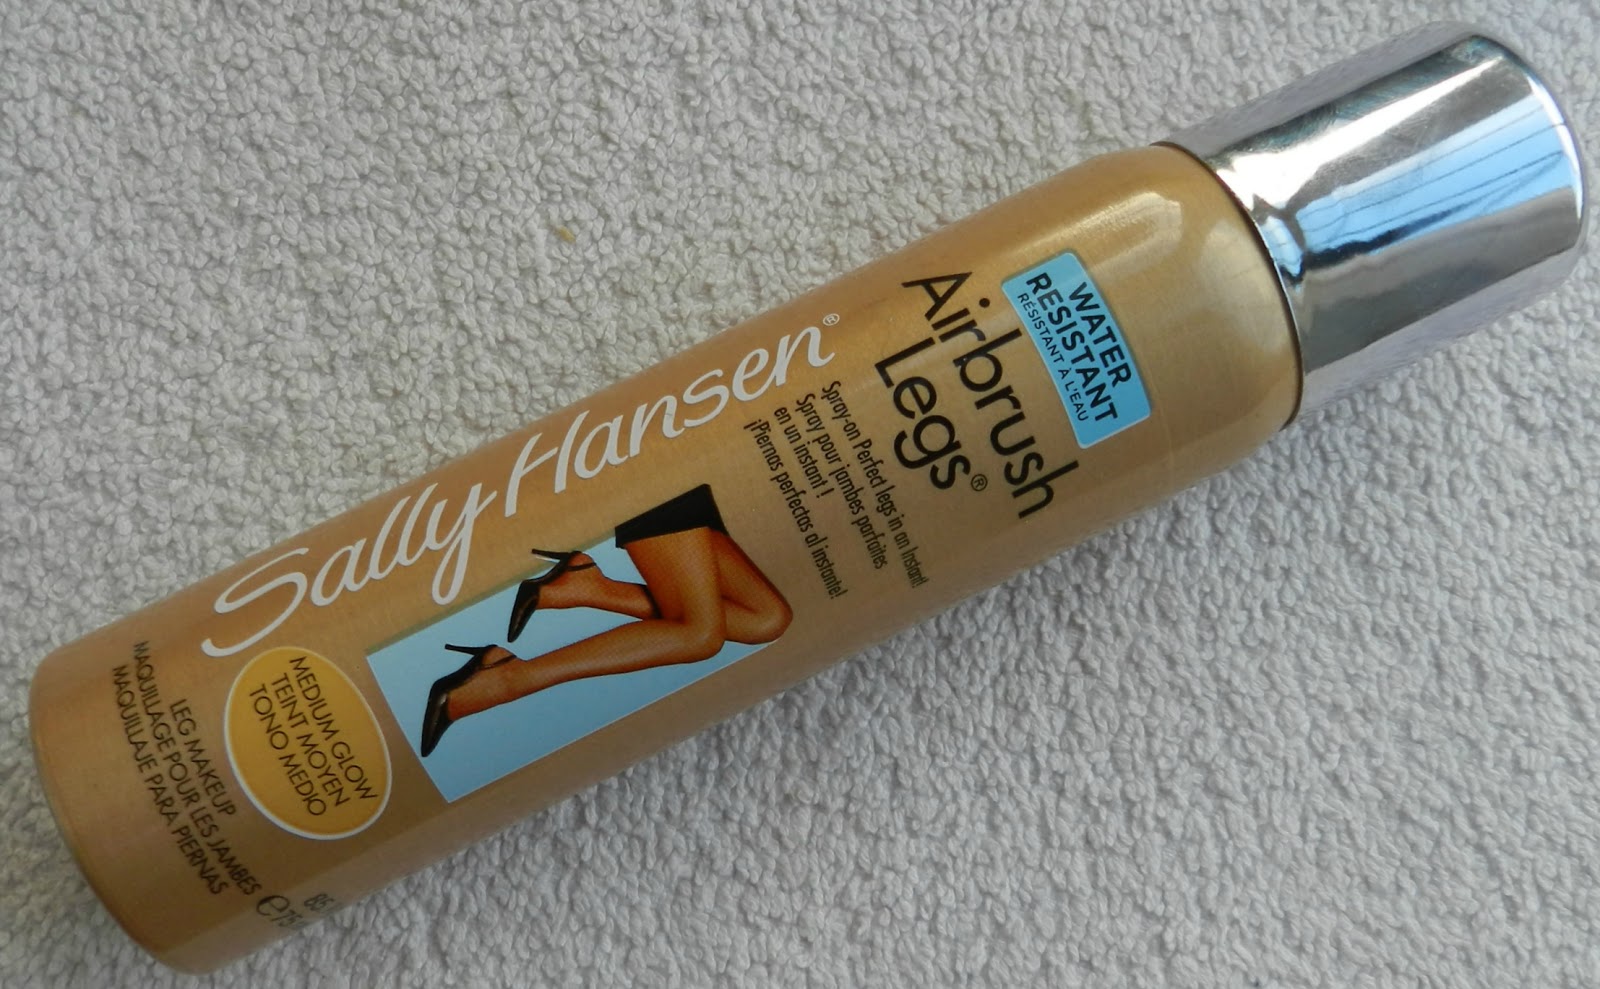 WATER
RESISTANT
RÉSISTANT À L'EAU
Airbrush
Legs®
Spray-on Perfect legs in an Instant!
Spray pour jambes parfaites
en un instant !
¡Piernas perfectas al instante!
Sally Hansen®
MEDIUM GLOW
TEINT MOYEN
TONO MEDIO
LEG MAKEUP
MAQUILLAGE POUR LES JAMBES
MAQUILLAJE PARA PIERNAS
℮75